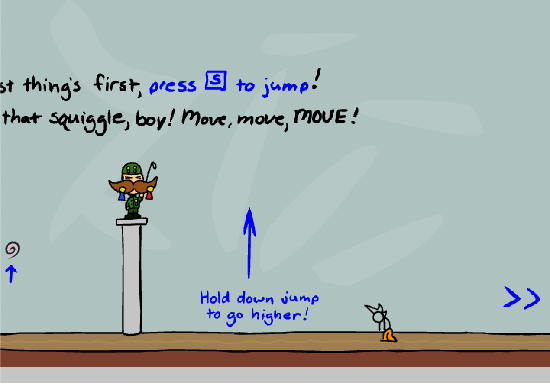 st thing's first, press S to jump!
that squiggle, boy! Move, move, MOVE!
Hold down jump
to go higher!
>>